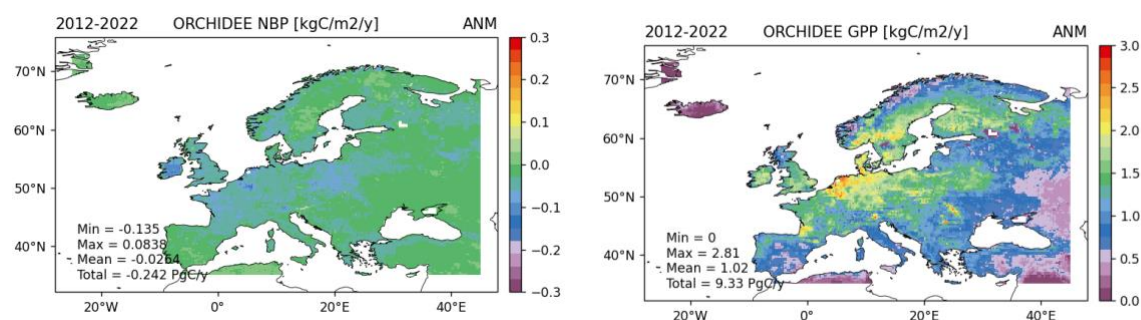 2012-2022 ORCHIDEE NBP [kgC/m2/y] ANM
70°N
60°N
50°N
40°N
Min = -0.135
Max = 0.0838
Mean = -0.0264
Total = -0.242 PgC/y
20°W 0° 20°E 40°E
0.3
0.2
0.1
0.0
−0.1
−0.2
−0.3
2012-2022 ORCHIDEE GPP [kgC/m2/y] ANM
70°N
60°N
50°N
40°N
Min = 0
Max = 2.81
Mean = 1.02
Total = 9.33 PgC/y
20°W 0° 20°E 40°E
3.0
2.5
2.0
1.5
1.0
0.5
0.0